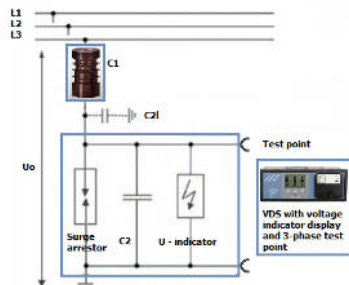 L1
L2
L3
C1
C2l
Uo
Test point
Surge
arrestor
C2
U - indicator
VDS with voltage
indicator display
and 3-phase test
point